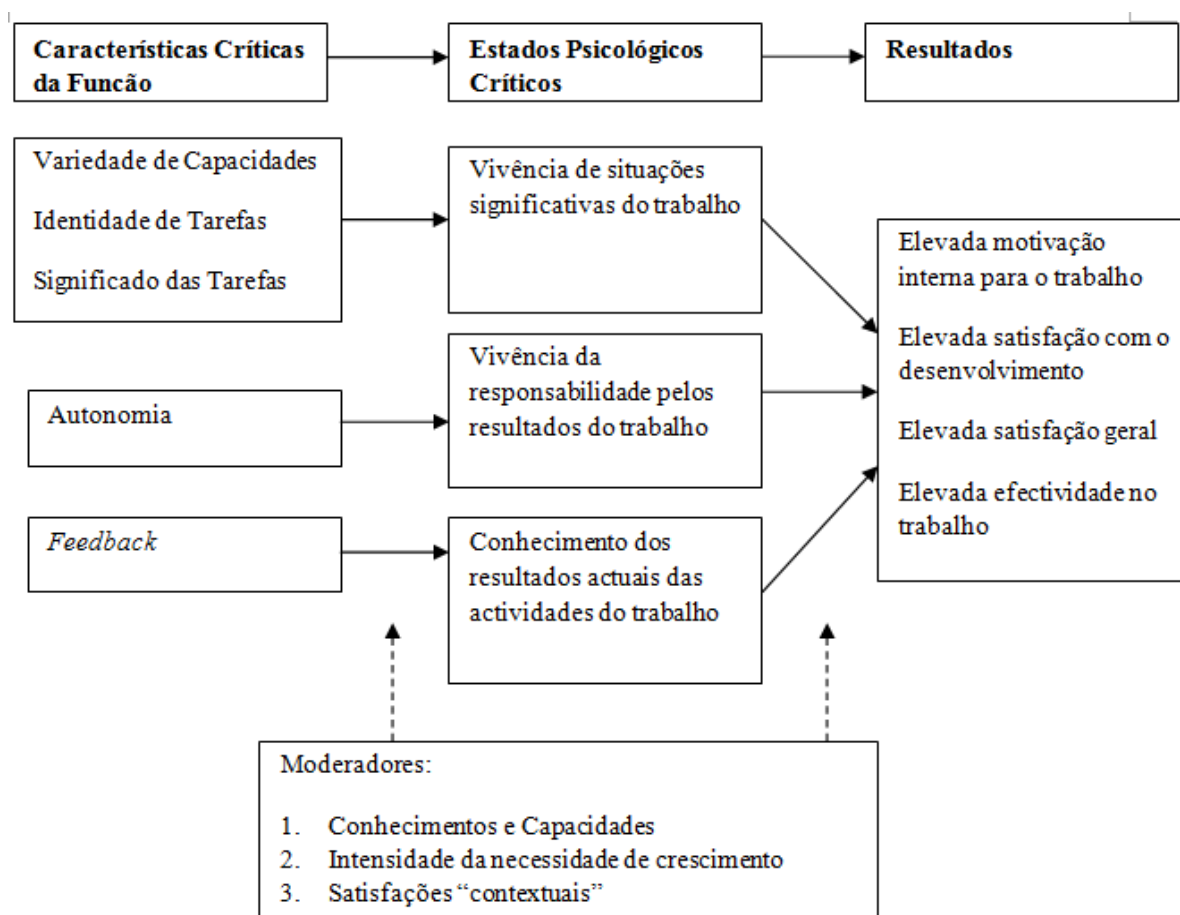 Características Críticas
da Funcão
Estados Psicológicos
Críticos
Resultados
Variedade de Capacidades
Identidade de Tarefas
Significado das Tarefas
Vivência de situações
significativas do trabalho
Autonomia
Vivência da
responsabilidade pelos
resultados do trabalho
Feedback
Conhecimento dos
resultados actuais das
actividades do trabalho
Elevada motivação
interna para o trabalho
Elevada satisfação com o
desenvolvimento
Elevada satisfação geral
Elevada efectividade no
trabalho
Moderadores:
1. Conhecimentos e Capacidades
2. Intensidade da necessidade de crescimento
3. Satisfações “contextuais”